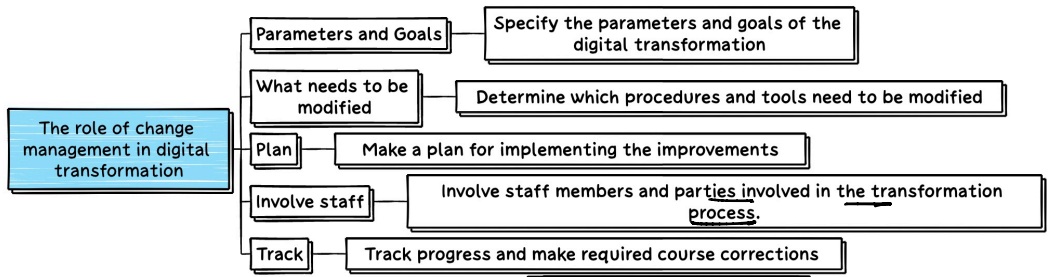 Parameters and Goals
Specify the parameters and goals of the
digital transformation
What needs to be
modified
Determine which procedures and tools need to be modified
The role of change
management in digital
transformation
Plan
Make a plan for implementing the improvements
Involve staff
Involve staff members and parties involved in the transformation
process.
Track
Track progress and make required course corrections